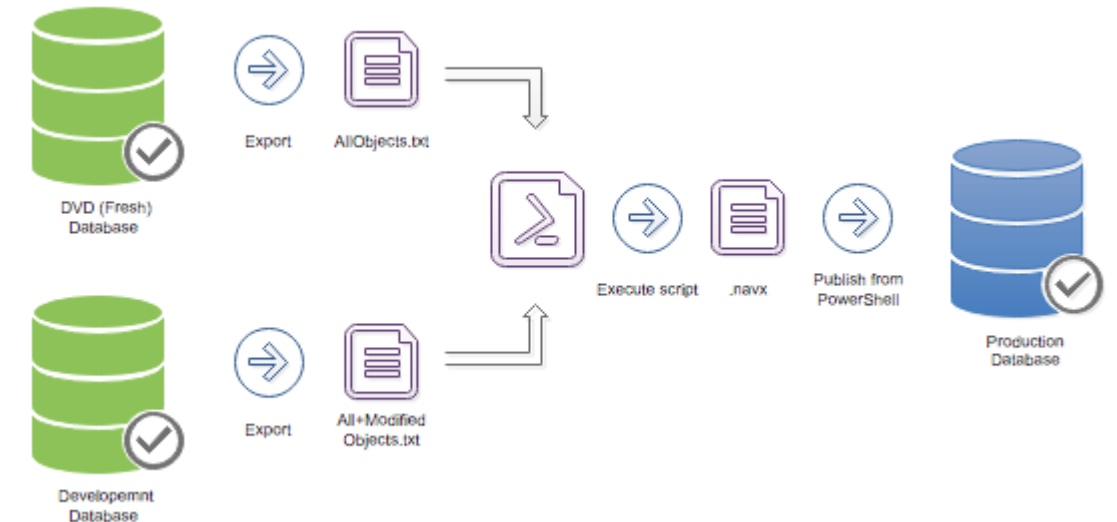 Export
AllObjects.txt
DVD (Fresh)
Database
Execute script
.navx
Publish from
PowerShell
Production
Database
Export
All+Modified
Objects.txt
Developemnt
Database